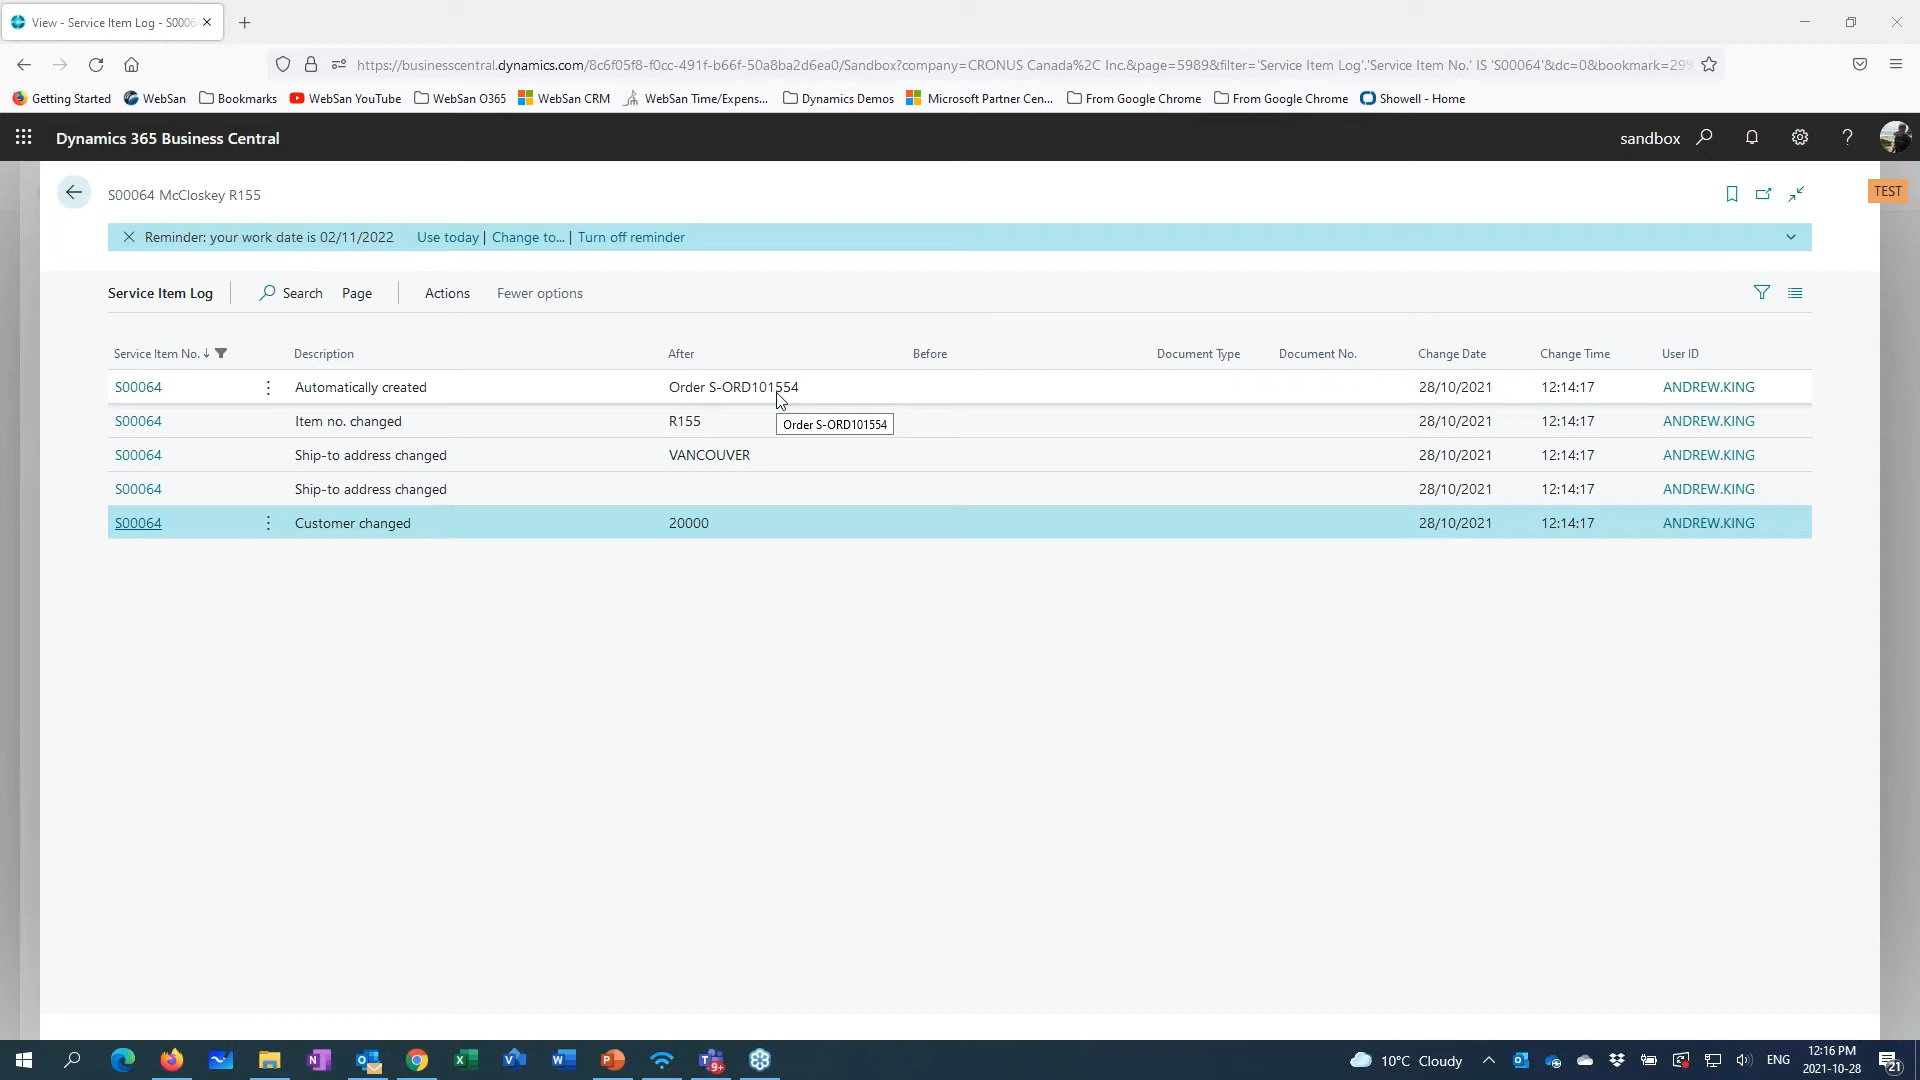 View - Service Item Log - S0006
https://businesscentral.dynamics.com/8c6f05f8-f0cc-491f-b66f-50a8ba2d6ea0/Sandbox?company=CRONUS Canada%2C Inc.&page=5989&filter='Service Item Log'.'Service Item No.' IS 'S00064'&dc=0&bookmark=29%
Getting Started WebSan Bookmarks WebSan YouTube WebSan O365 WebSan CRM WebSan Time/Expens... Dynamics Demos Microsoft Partner Cen... From Google Chrome From Google Chrome Showell - Home
Dynamics 365 Business Central sandbox
S00064 McCloskey R155 TEST
Reminder: your work date is 02/11/2022 Use today | Change to... | Turn off reminder
Service Item Log Search Page Actions Fewer options
Service Item No. ↓ Description After Before Document Type Document No. Change Date Change Time User ID
S00064 Automatically created Order S-ORD101554 28/10/2021 12:14:17 ANDREW.KING
S00064 Item no. changed R155 28/10/2021 12:14:17 ANDREW.KING
Order S-ORD101554
S00064 Ship-to address changed VANCOUVER 28/10/2021 12:14:17 ANDREW.KING
S00064 Ship-to address changed 28/10/2021 12:14:17 ANDREW.KING
S00064 Customer changed 20000 28/10/2021 12:14:17 ANDREW.KING
10°C Cloudy ENG 12:16 PM
2021-10-28
9+
21